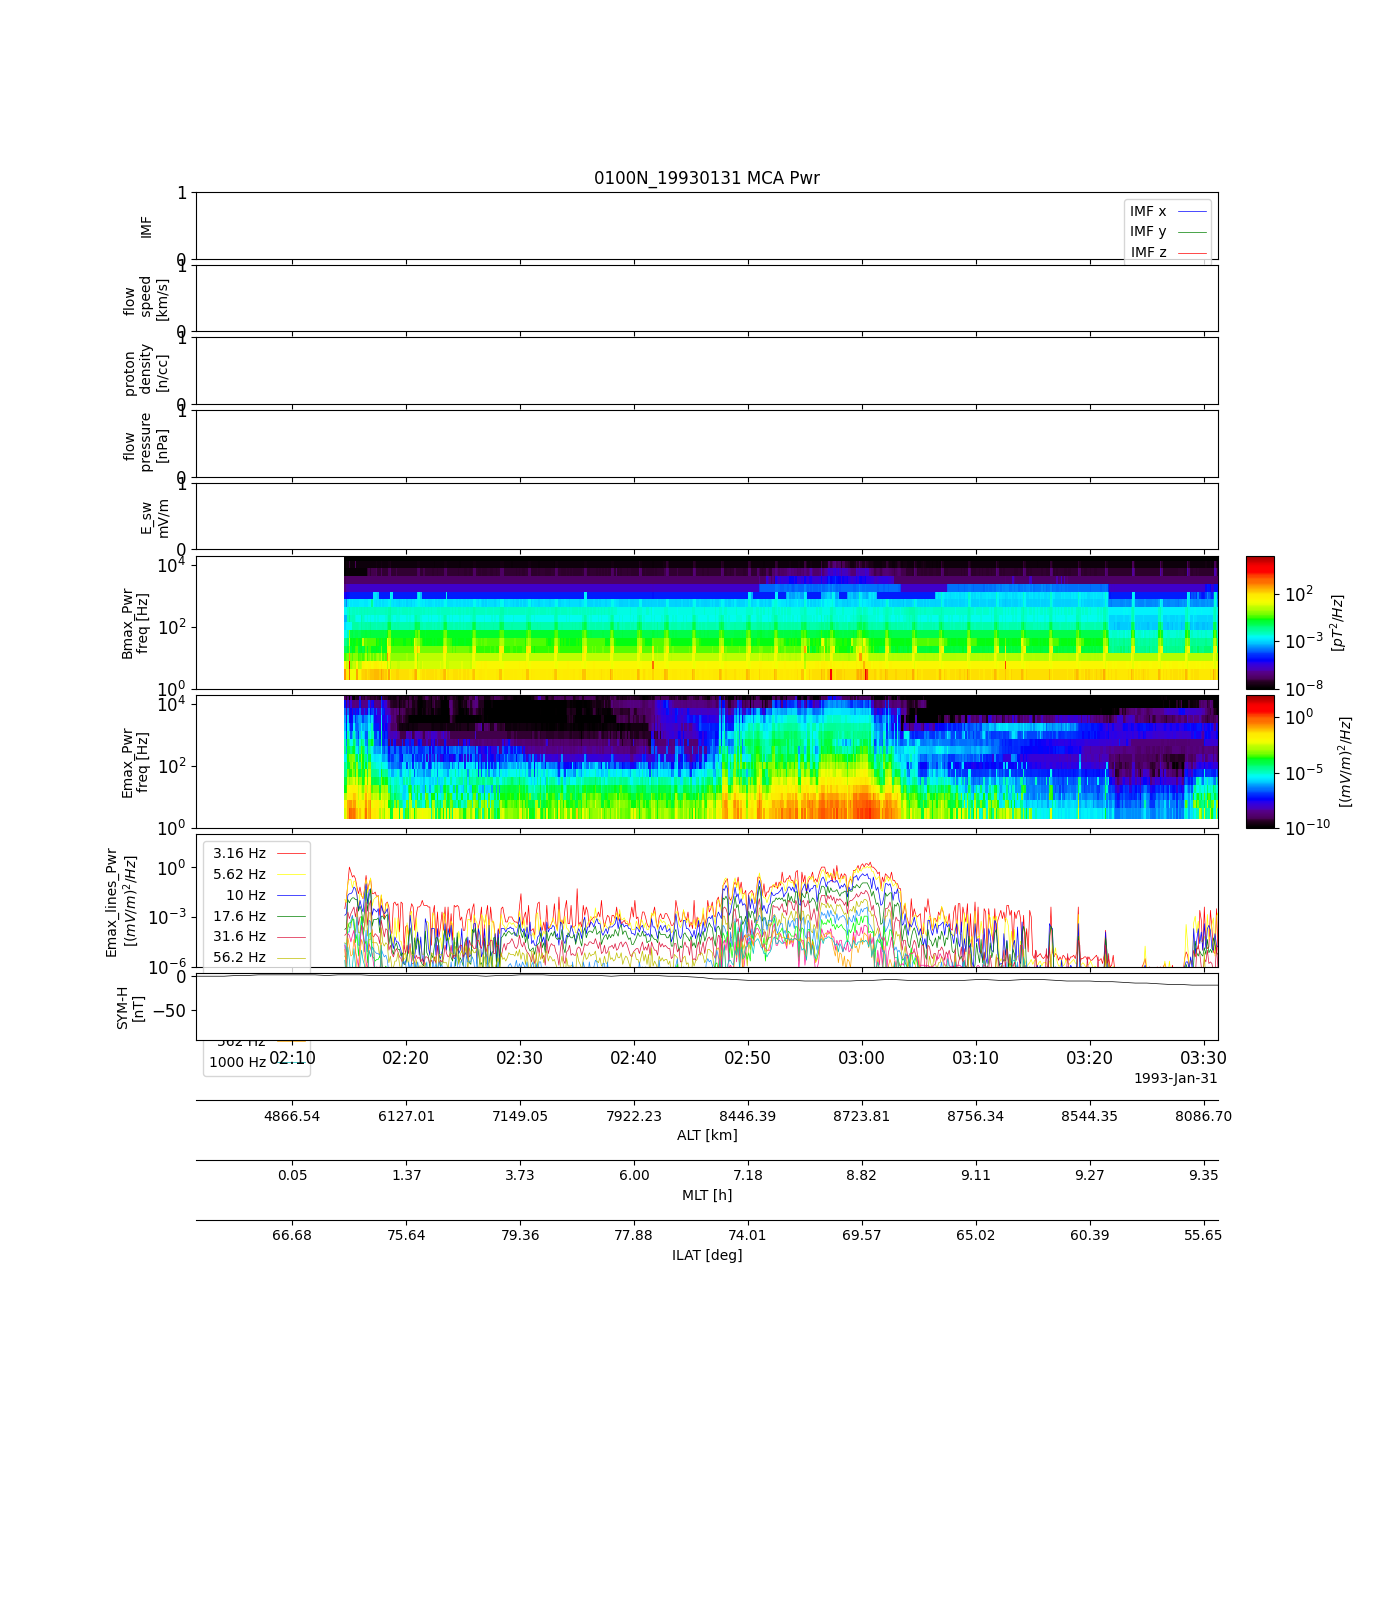 0100N_19930131 MCA Pwr
1
IMF
0
IMF x
IMF y
IMF z
1
flow
speed
[km/s]
0
1
proton
density
[n/cc]
0
1
flow
pressure
[nPa]
0
1
E_sw
mV/m
0
10^4
10^2
10^0
Bmax_Pwr
freq [Hz]
10^2
10^-3
10^-8
[pT^2/Hz]
10^4
10^2
10^0
Emax_Pwr
freq [Hz]
10^0
10^-5
10^-10
[(mV/m)^2/Hz]
10^0
10^-3
10^-6
Emax_lines_Pwr
[(mV/m)^2/Hz]
3.16 Hz
5.62 Hz
10 Hz
17.6 Hz
31.6 Hz
56.2 Hz
0
−50
SYM-H
[nT]
562 Hz
1000 Hz
02:10 02:20 02:30 02:40 02:50 03:00 03:10 03:20 03:30
1993-Jan-31
4866.54 6127.01 7149.05 7922.23 8446.39 8723.81 8756.34 8544.35 8086.70
ALT [km]
0.05 1.37 3.73 6.00 7.18 8.82 9.11 9.27 9.35
MLT [h]
66.68 75.64 79.36 77.88 74.01 69.57 65.02 60.39 55.65
ILAT [deg]